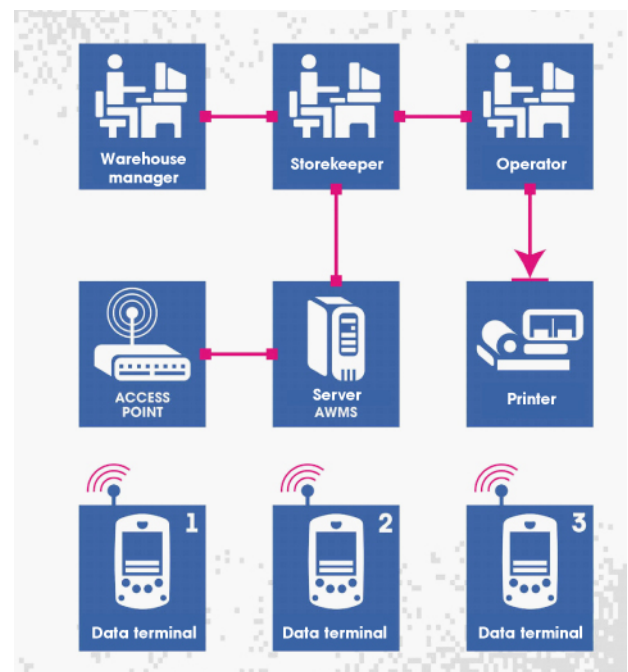 Warehouse
manager
Storekeeper
Operator
ACCESS
POINT
Server
AWMS
Printer
1
Data terminal
2
Data terminal
3
Data terminal